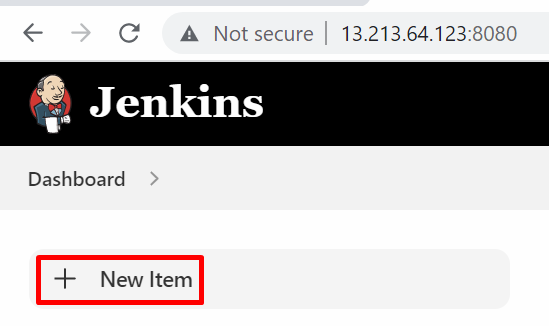 Not secure | 13.213.64.123:8080
Jenkins
Dashboard
New Item